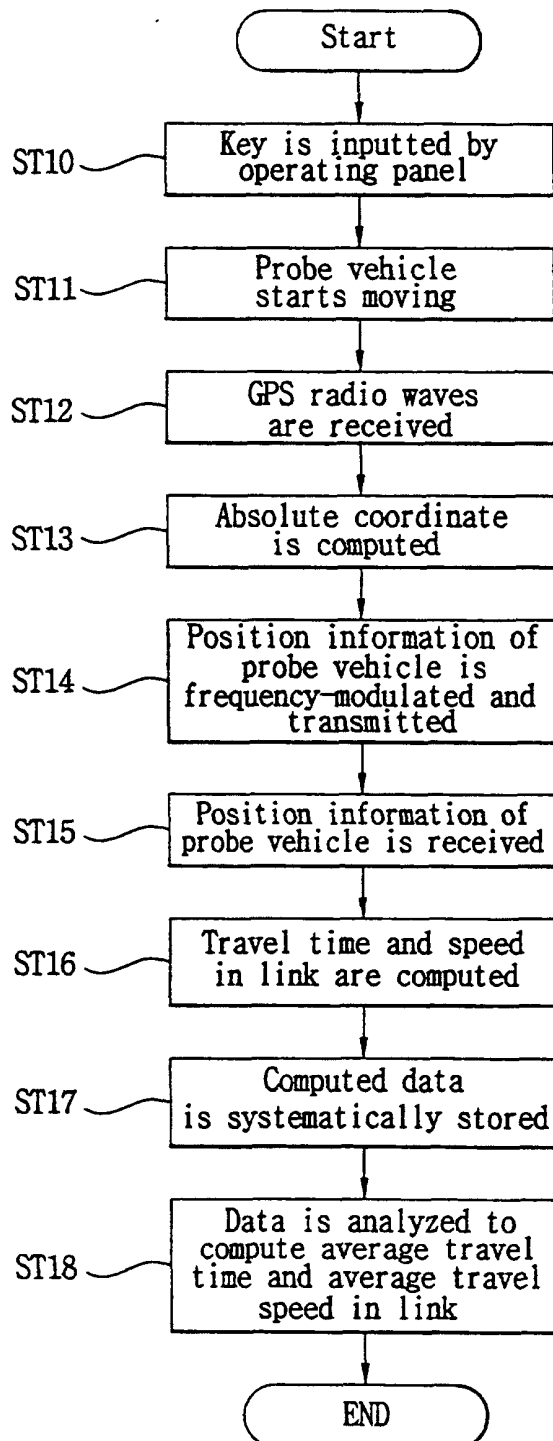 Start
ST10
Key is inputted by
operating panel
ST11
Probe vehicle
starts moving
ST12
GPS radio waves
are received
ST13
Absolute coordinate
is computed
ST14
Position information of
probe vehicle is
frequency-modulated and
transmitted
ST15
Position information of
probe vehicle is received
ST16
Travel time and speed
in link are computed
ST17
Computed data
is systematically stored
ST18
Data is analyzed to
compute average travel
time and average travel
speed in link
END